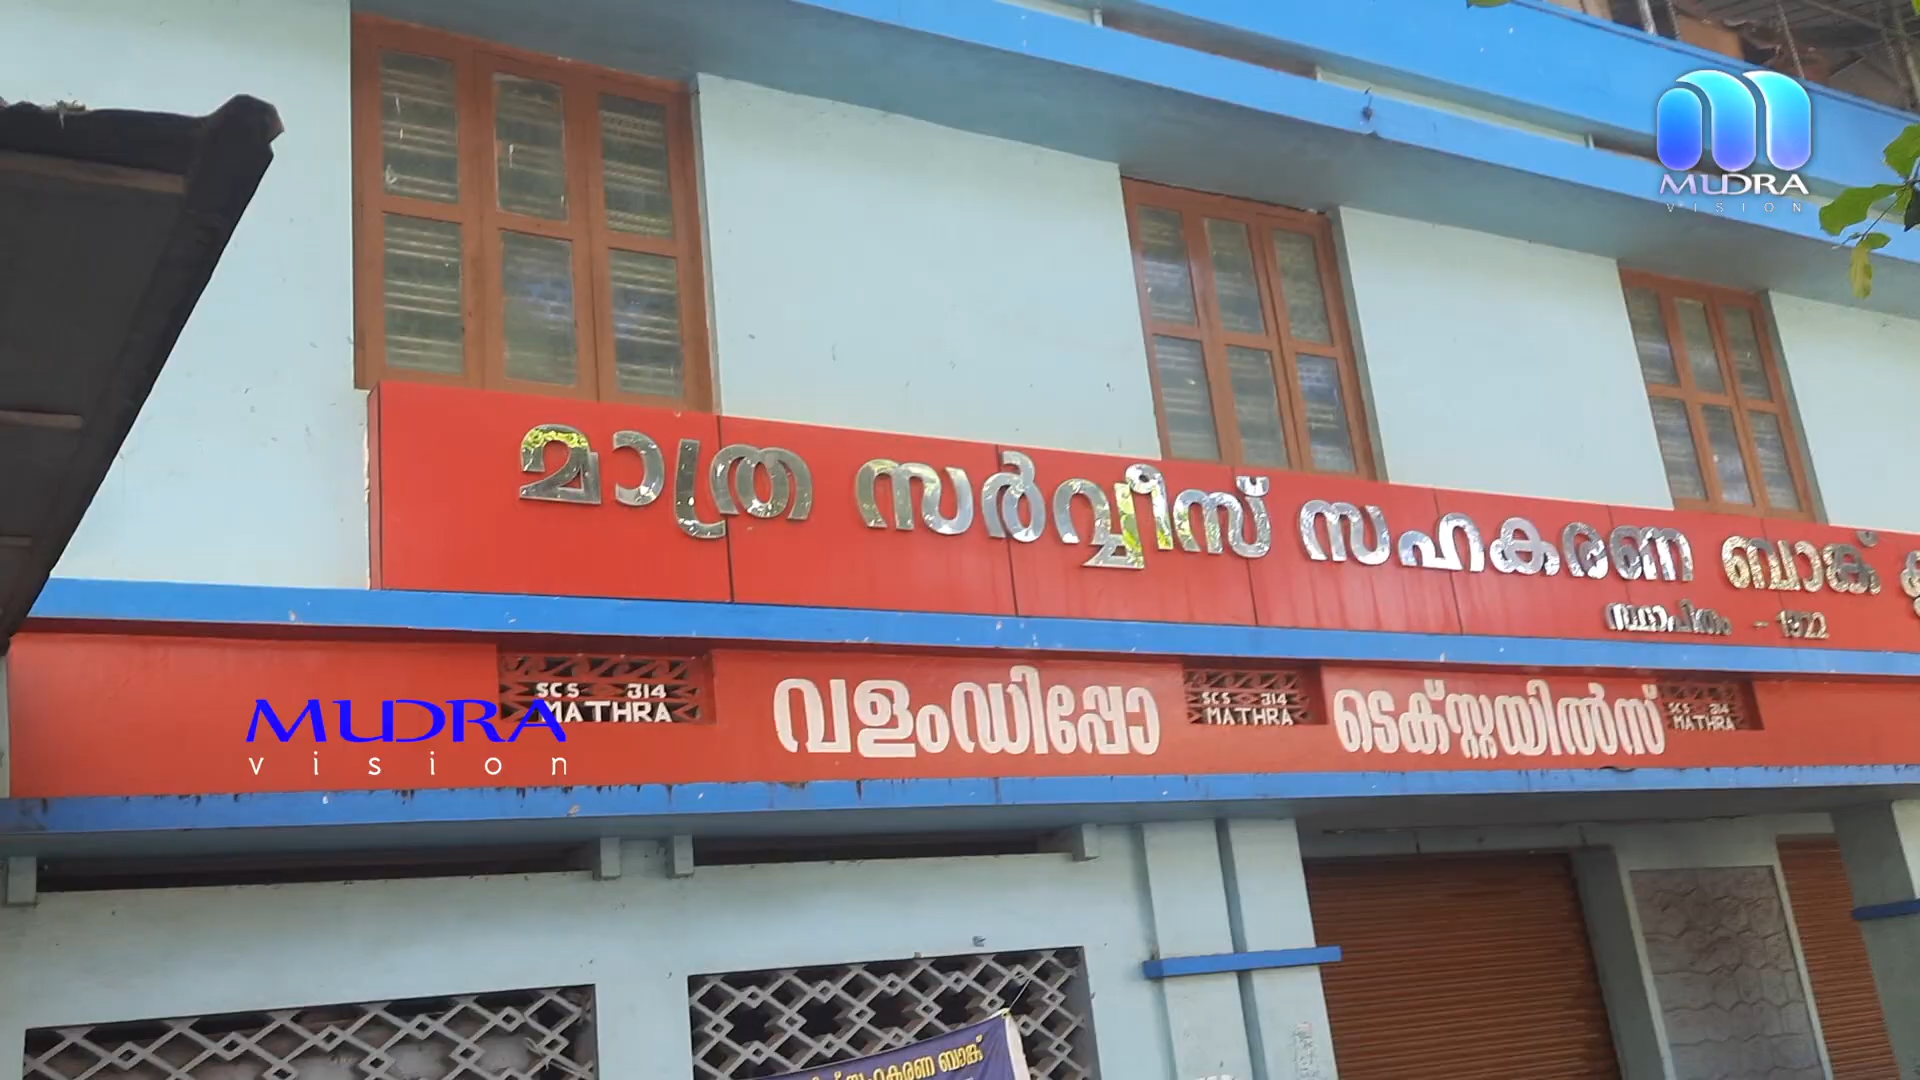 MUDRA
VISION
മാത്ര സർവ്വീസ് സഹകരണ ബാങ്ക്
സ്ഥാപിതം - 1922
SCS 314
MATHRA
വളംഡിപ്പോ
SCS 314
MATHRA
ടെക്സ്റ്റയിൽസ്
SCS 314
MATHRA
MUDRA
vision
സഹകരണ ബാങ്ക്